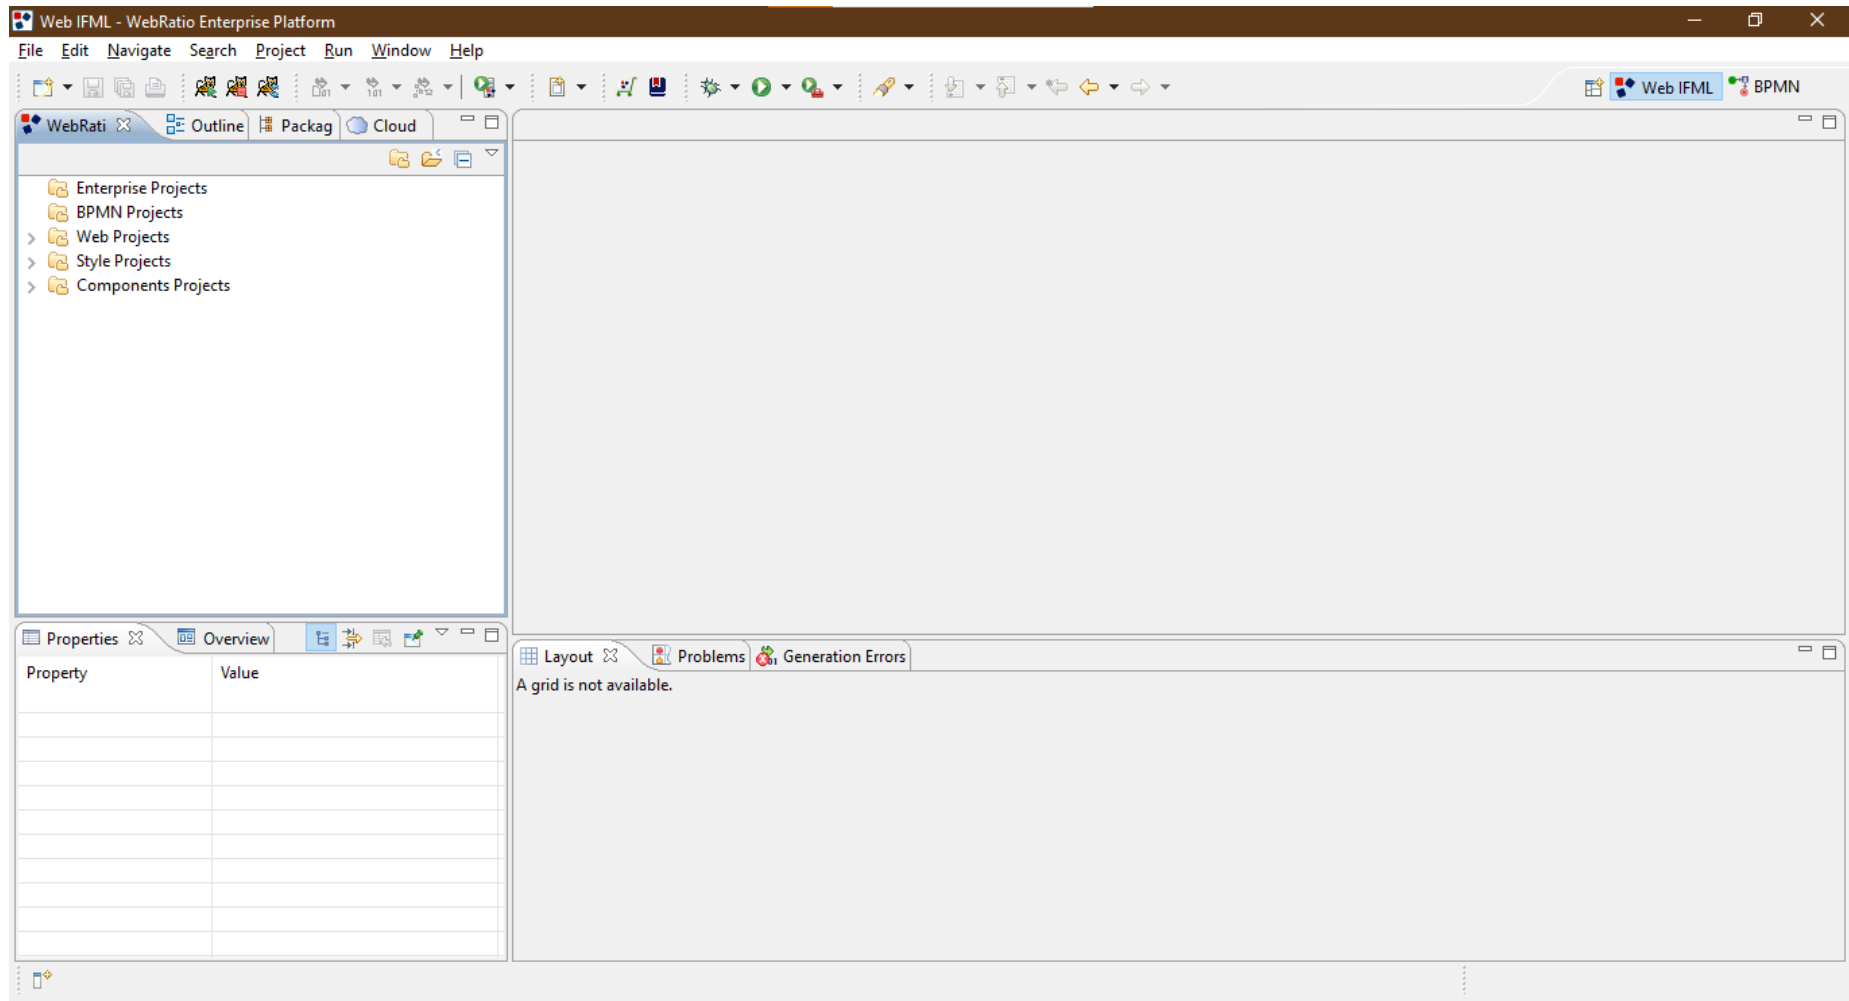 Web IFML - WebRatio Enterprise Platform
File Edit Navigate Search Project Run Window Help
Web IFML BPMN
WebRati Outline Packag Cloud
Enterprise Projects
BPMN Projects
Web Projects
Style Projects
Components Projects
Properties Overview
Property Value
Layout Problems Generation Errors
A grid is not available.